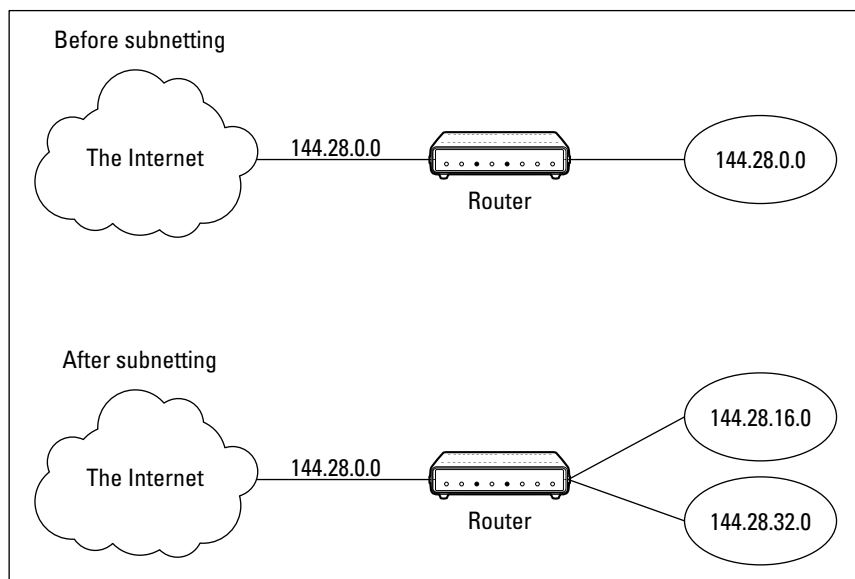 Before subnetting
The Internet
144.28.0.0
Router
144.28.0.0
After subnetting
The Internet
144.28.0.0
Router
144.28.16.0
144.28.32.0